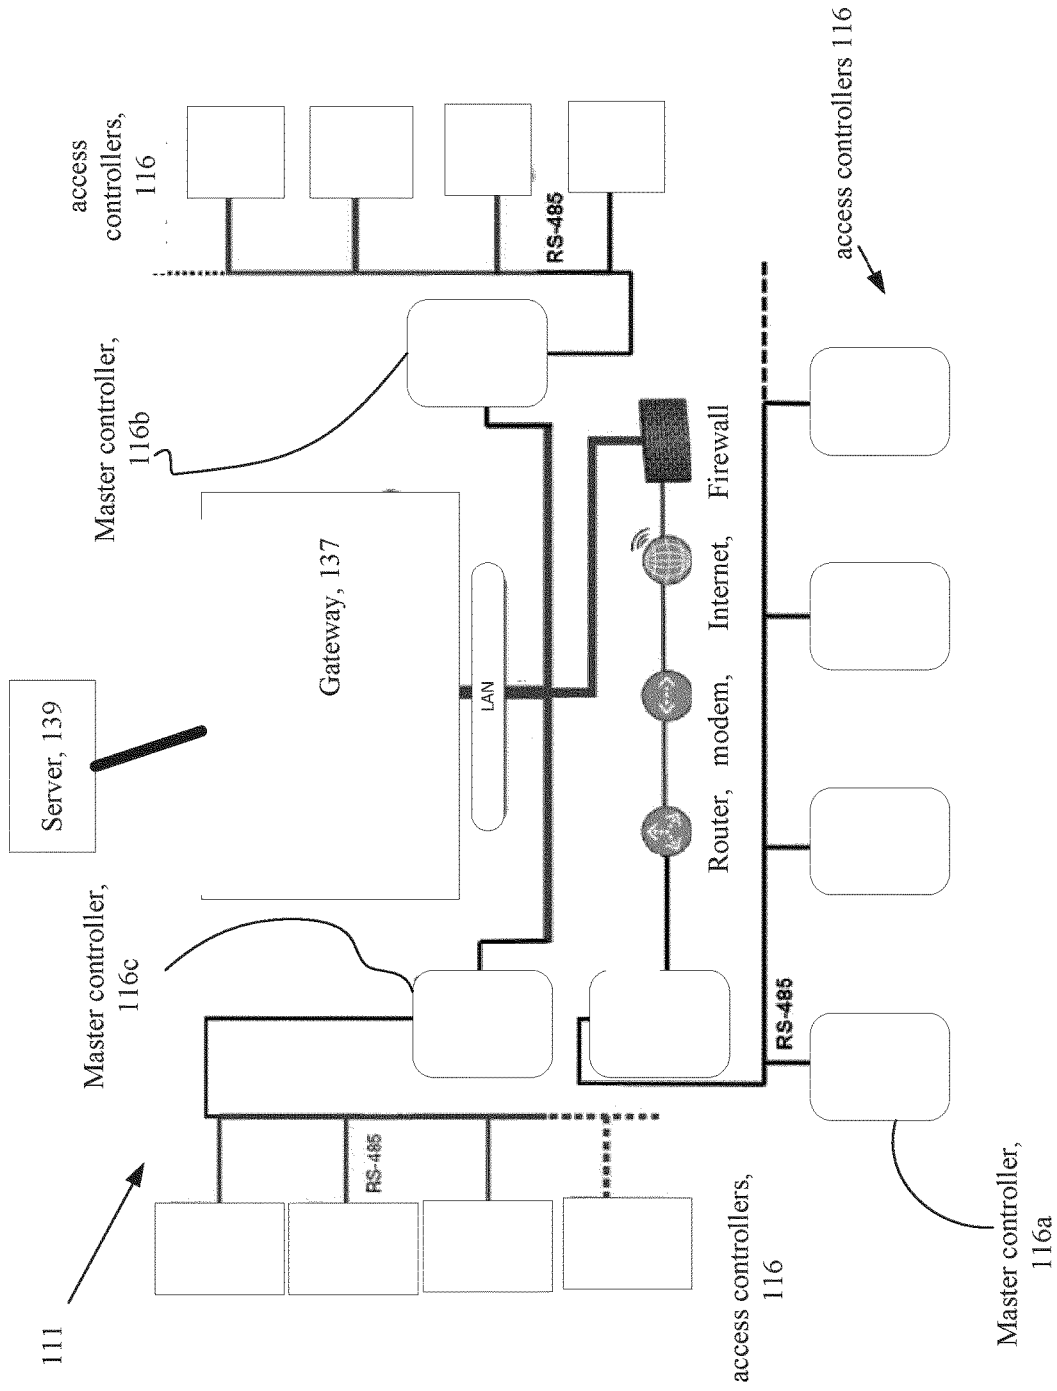 111
Server, 139
Master controller,
116c
Master controller,
116b
access
controllers,
116
Gateway, 137
LAN
RS-485
RS-485
Router, modem, Internet, Firewall
access controllers,
116
RS-485
access controllers 116
Master controller,
116a